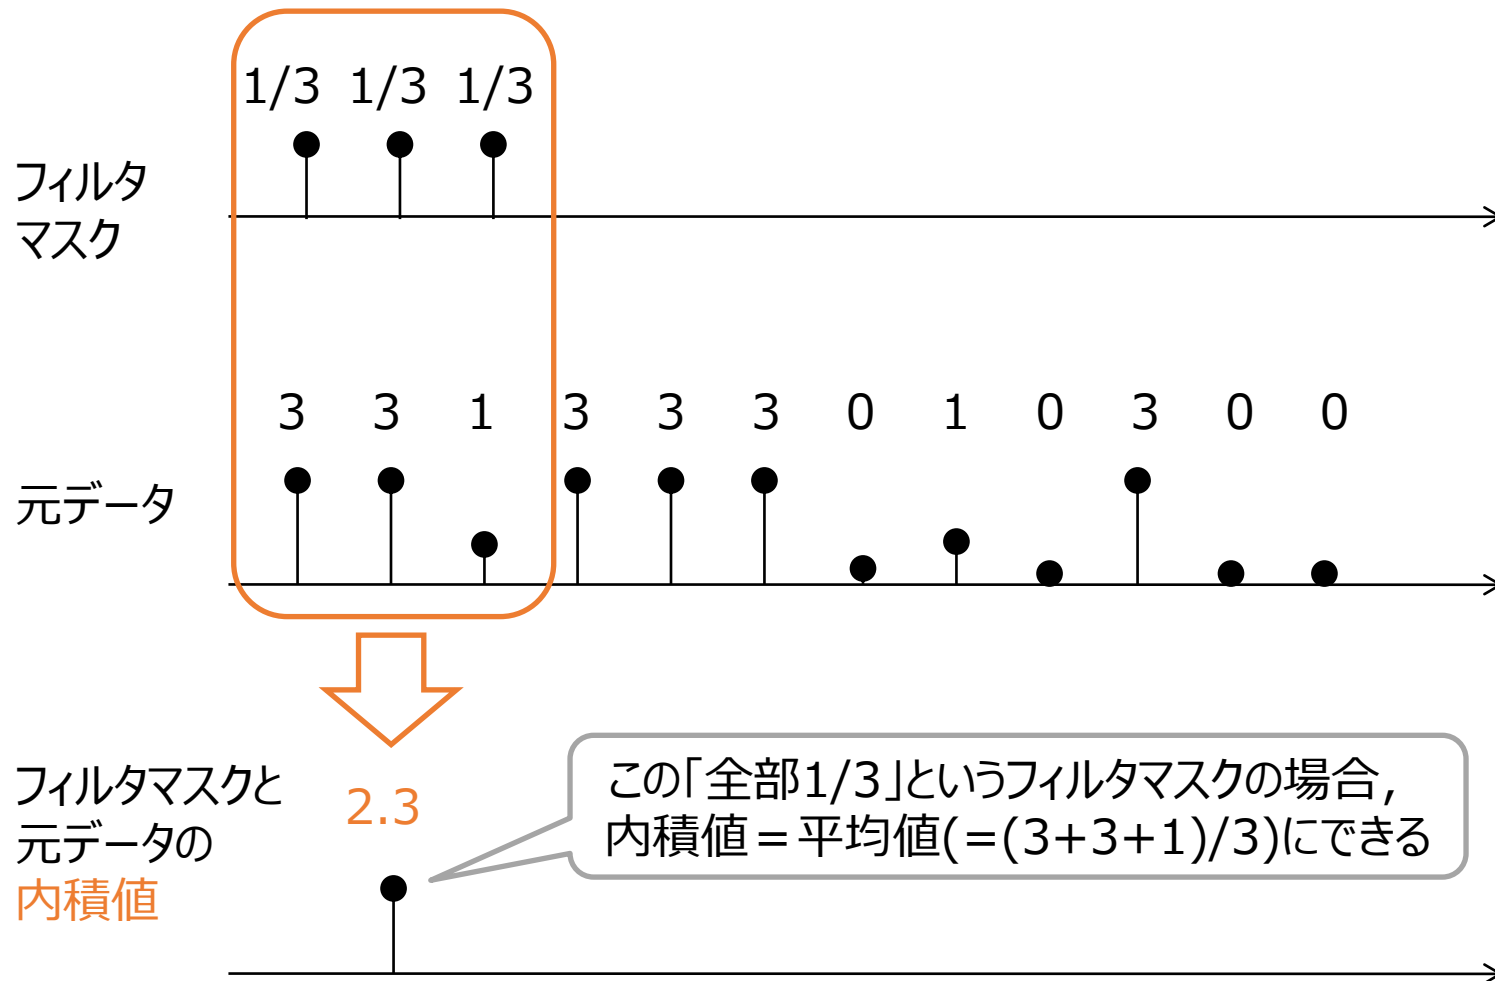 1/3 1/3 1/3
フィルタ
マスク
3 3 1 3 3 3 0 1 0 3 0 0
元データ
フィルタマスクと
元データの
内積値
2.3
この「全部1/3」というフィルタマスクの場合,
内積値＝平均値(=(3+3+1)/3)にできる